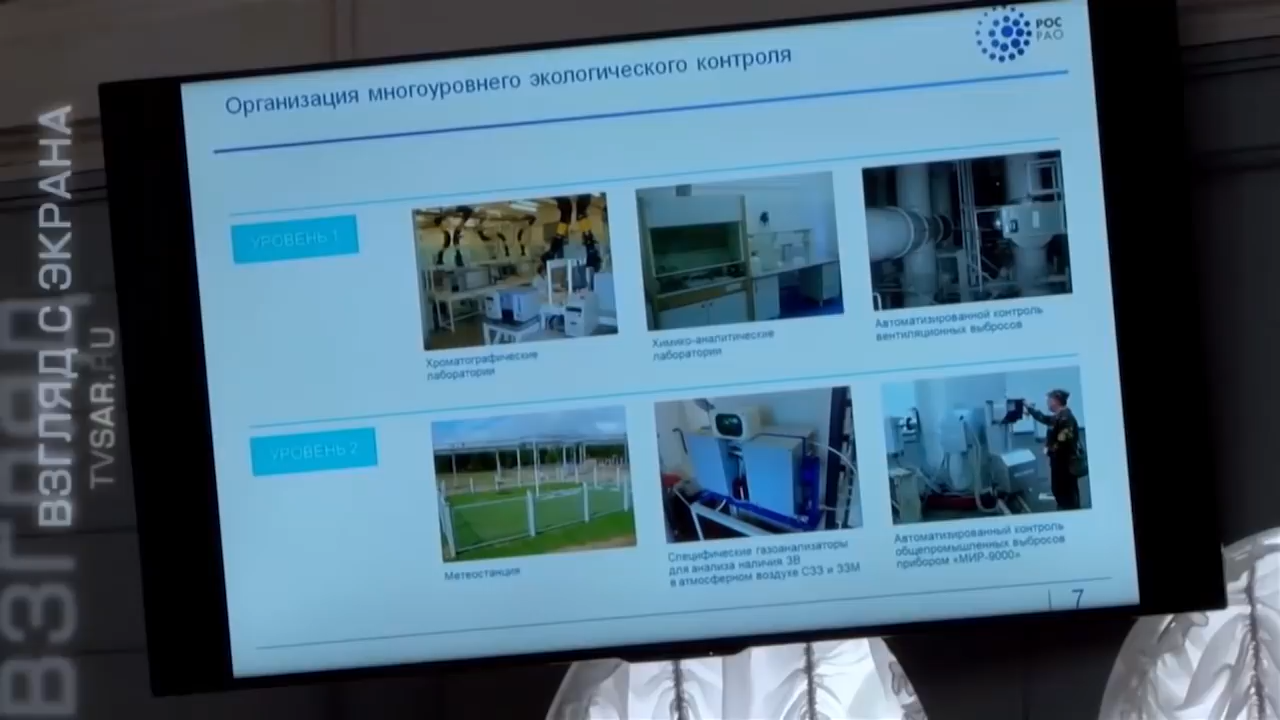 РОС
РАО
Организация многоуровнего экологического контроля
УРОВЕНЬ 1
Хроматографические
лаборатории
Химико-аналитические
лаборатории
Автоматизированной контроль
вентиляционных выбросов
УРОВЕНЬ 2
Метеостанция
Специфические газоанализаторы
для анализа наличия ЗВ
в атмосферном воздухе СЗЗ и ЗЗМ
Автоматизированный контроль
общепромышленных выбросов
прибором «МИР-9000»
7
ВЗГЛЯД С ЭКРАНА
TVSAR.RU
ВЗГЛЯД